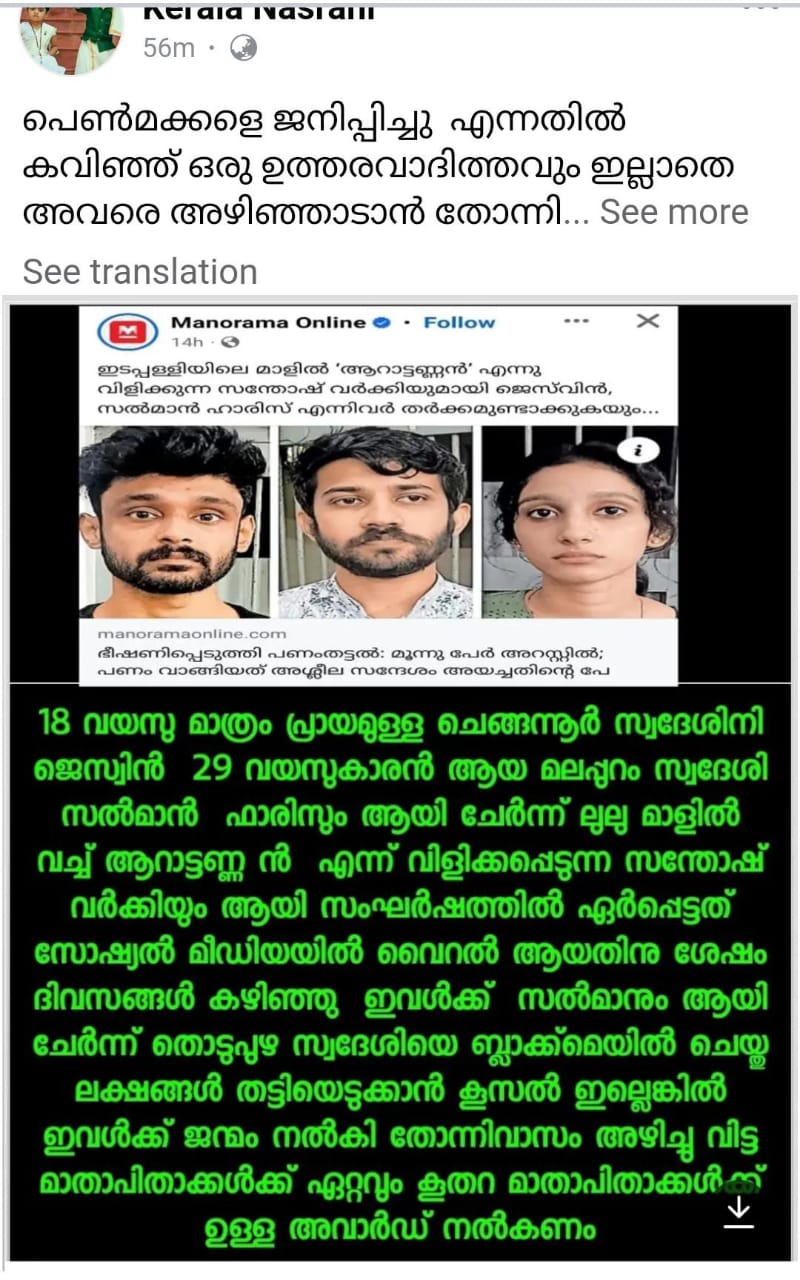 Kerala Nasrani
56m ·
പെൺമക്കളെ ജനിപ്പിച്ചു എന്നതിൽ
കവിഞ്ഞ് ഒരു ഉത്തരവാദിത്തവും ഇല്ലാതെ
അവരെ അഴിഞ്ഞാടാൻ തോന്നി... See more
See translation
Manorama Online · Follow
14h ·
ഇടപ്പള്ളിയിലെ മാളിൽ 'ആറാട്ടണ്ണൻ' എന്നു
വിളിക്കുന്ന സന്തോഷ് വർക്കിയുമായി ജെസ്‌വിൻ,
സൽമാൻ ഹാരിസ് എന്നിവർ തർക്കമുണ്ടാക്കുകയും...
manoramaonline.com
ഭീഷണിപ്പെടുത്തി പണംതട്ടൽ: മൂന്നു പേർ അറസ്റ്റിൽ;
പണം വാങ്ങിയത് അശ്ലീല സന്ദേശം അയച്ചതിന്റെ പേ
18 വയസു മാത്രം പ്രായമുള്ള ചെങ്ങന്നൂർ സ്വദേശിനി
ജെസ്വിൻ 29 വയസുകാരൻ ആയ മലപ്പുറം സ്വദേശി
സൽമാൻ ഫാരിസും ആയി ചേർന്ന് ലുലു മാളിൽ
വച്ച് ആറാട്ടണ്ണ ൻ എന്ന് വിളിക്കപ്പെടുന്ന സന്തോഷ്
വർക്കിയും ആയി സംഘർഷത്തിൽ ഏർപ്പെട്ടത്
സോഷ്യൽ മീഡിയയിൽ വൈറൽ ആയതിനു ശേഷം
ദിവസങ്ങൾ കഴിഞ്ഞു ഇവൾക്ക് സൽമാനും ആയി
ചേർന്ന് തൊടുപുഴ സ്വദേശിയെ ബ്ലാക്ക്മെയിൽ ചെയ്തു
ലക്ഷങ്ങൾ തട്ടിയെടുക്കാൻ കൂസൽ ഇല്ലെങ്കിൽ
ഇവൾക്ക് ജന്മം നൽകി തോന്നിവാസം അഴിച്ചു വിട്ട
മാതാപിതാക്കൾക്ക് ഏറ്റവും കൂതറ മാതാപിതാക്കൾക്ക്
ഉള്ള അവാർഡ് നൽകണം